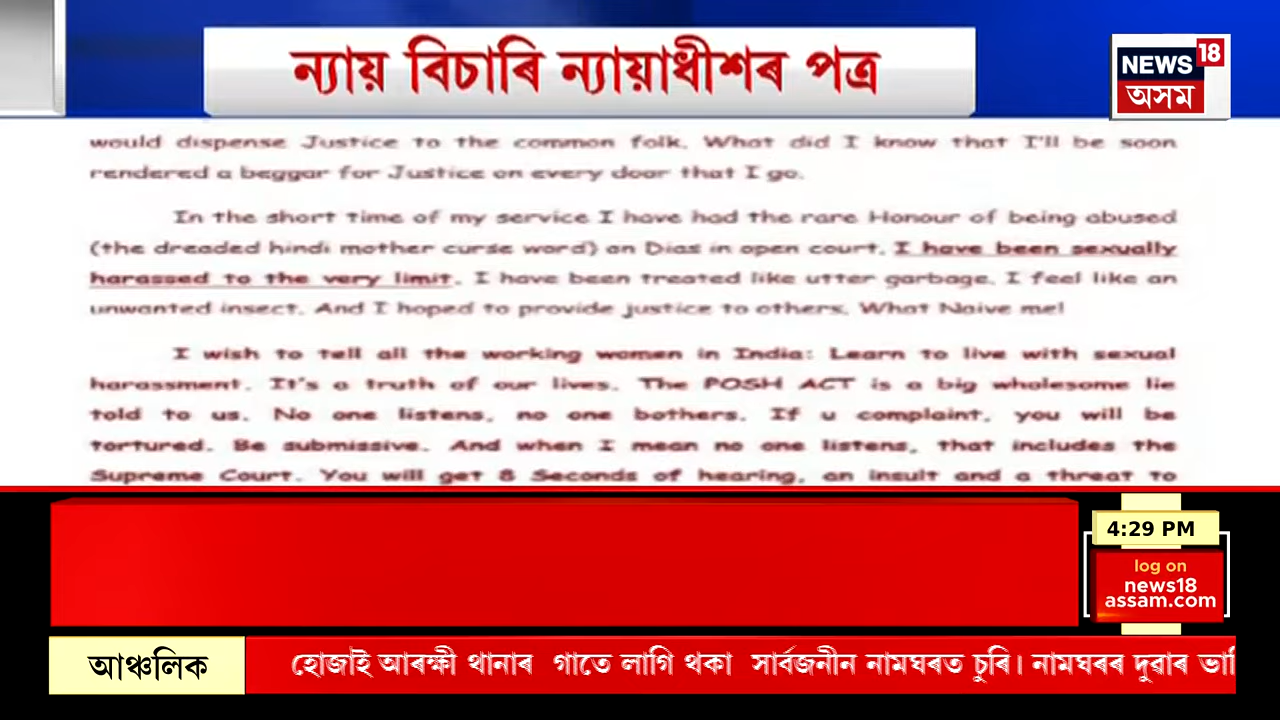 ন্যায় বিচাৰি ন্যায়াধীশৰ পত্ৰ
NEWS 18
অসম
would dispense Justice to the common folk. What did I know that I'll be soon
rendered a beggar for Justice on every door that I go.
In the short time of my service I have had the rare Honour of being abused
(the dreaded hindi mother curse word) on Dias in open court. I have been sexually
harassed to the very limit. I have been treated like utter garbage. I feel like an
unwanted insect. And I hoped to provide justice to others. What Naive me!
I wish to tell all the working women in India: Learn to live with sexual
harassment. It's a truth of our lives. The POSH ACT is a big wholesome lie
told to us. No one listens, no one bothers. If u complaint, you will be
tortured. Be submissive. And when I mean no one listens, that includes the
Supreme Court. You will get 8 Seconds of hearing, an insult and a threat to
4:29 PM
log on
news18
assam.com
আঞ্চলিক
হোজাই আৰক্ষী থানাৰ গাতে লাগি থকা সাৰ্বজনীন নামঘৰত চুৰি। নামঘৰৰ দুৱাৰ